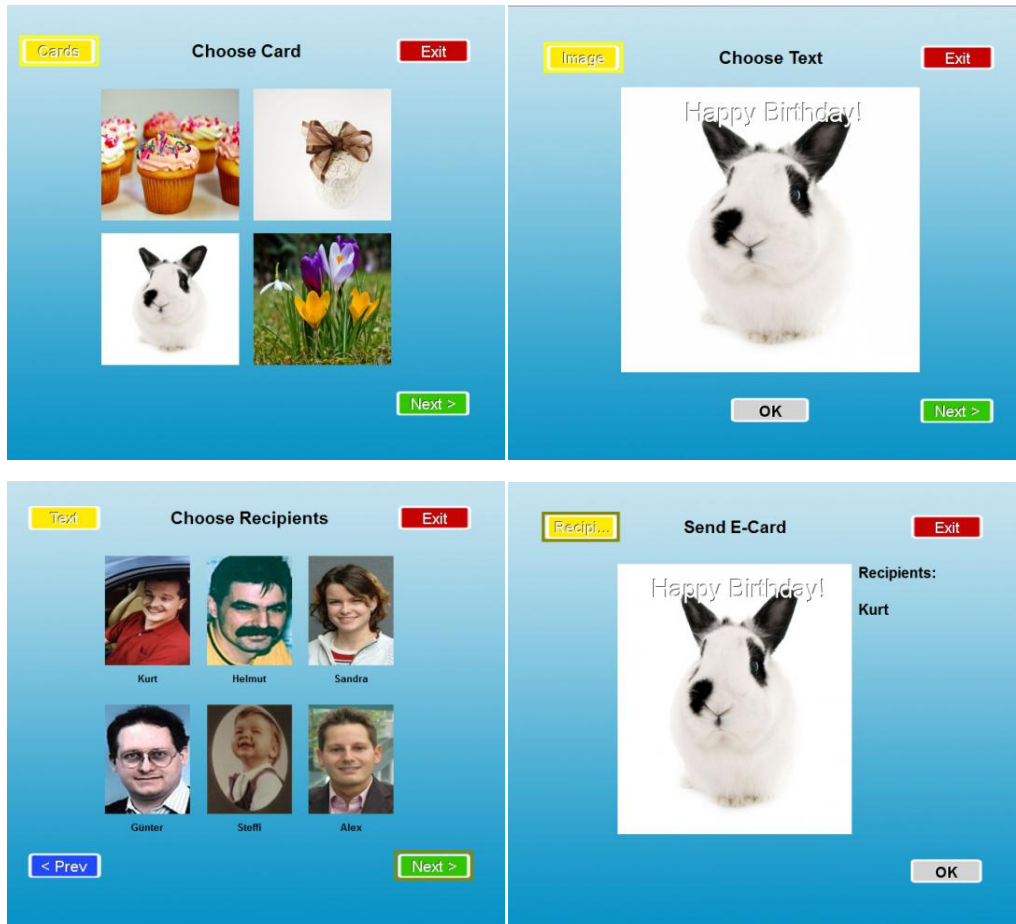 Cards
Choose Card
Exit
Next >
Image
Choose Text
Exit
Happy Birthday!
OK
Next >
Text
Choose Recipients
Exit
Kurt
Helmut
Sandra
Günter
Steffi
Alex
< Prev
Next >
Recipi...
Send E-Card
Exit
Happy Birthday!
Recipients:
Kurt
OK